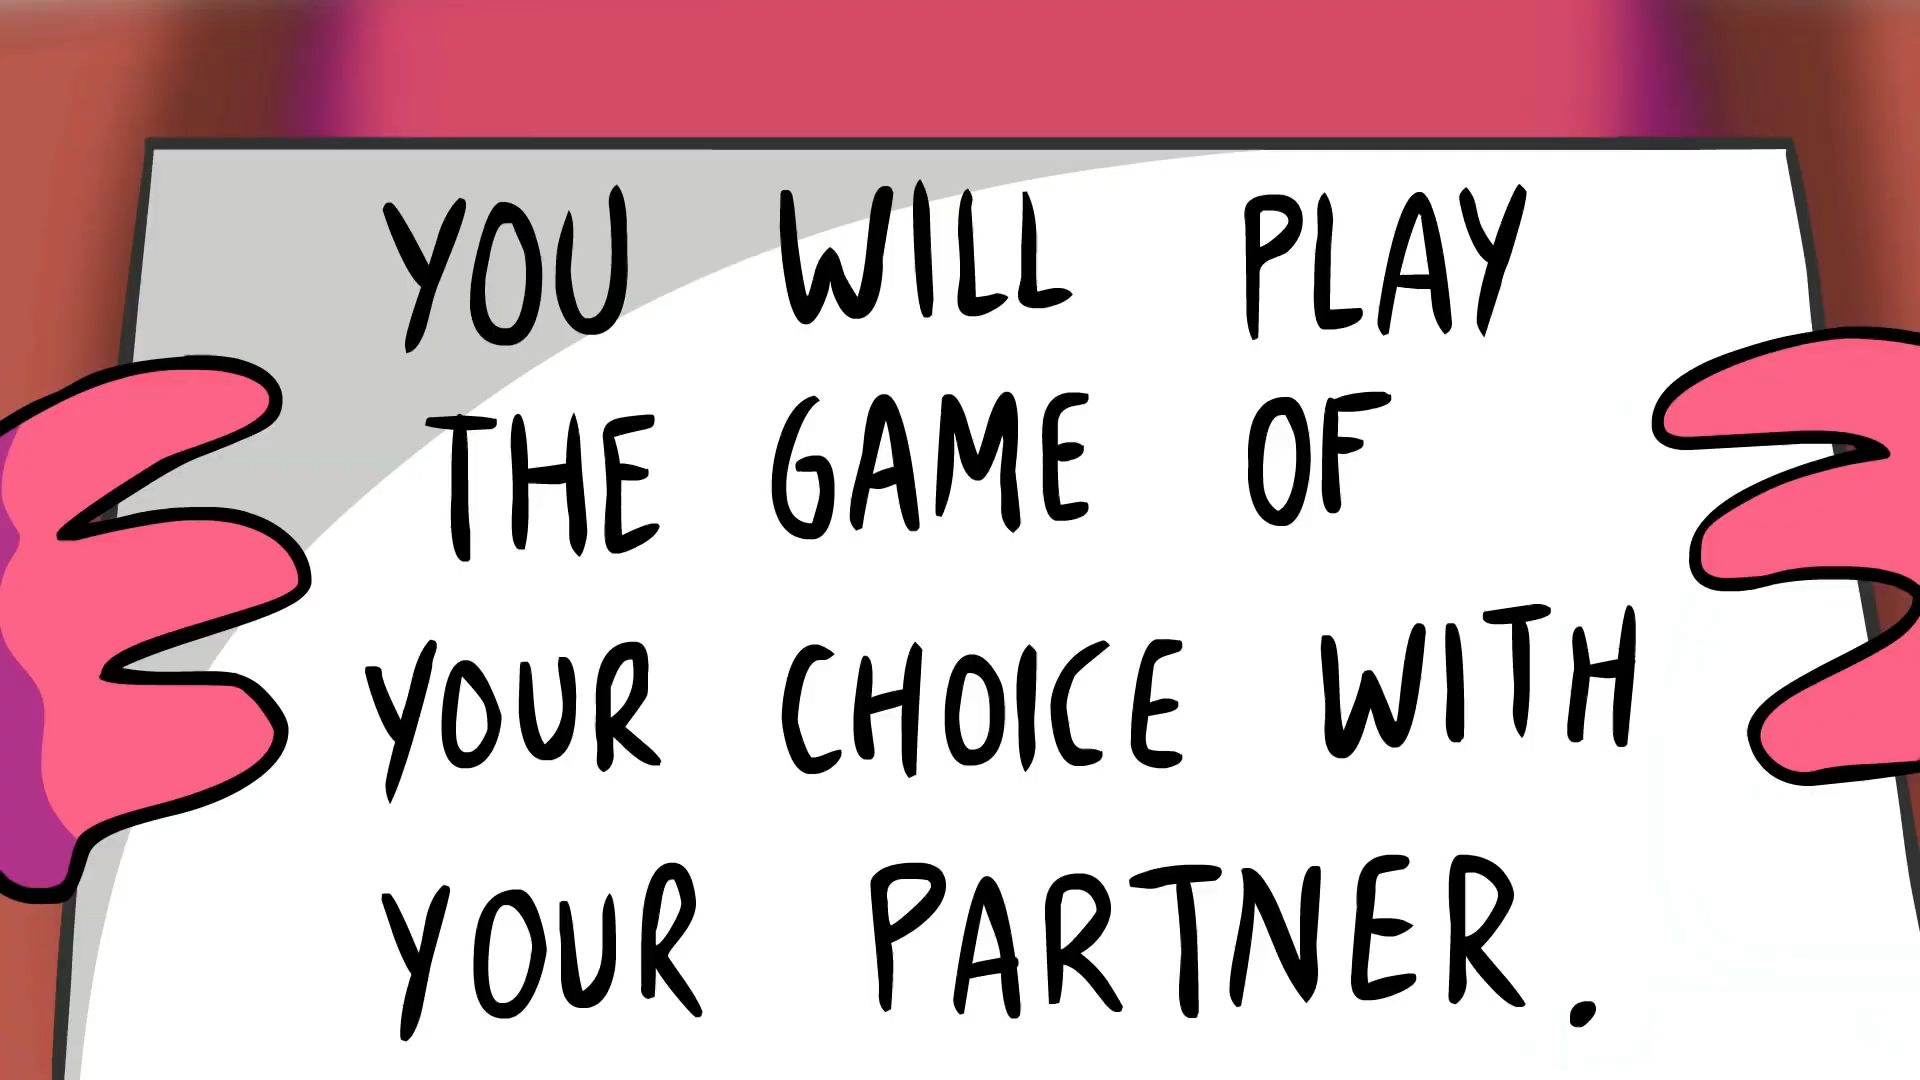 YOU WILL PLAY
THE GAME OF
YOUR CHOICE WITH
YOUR PARTNER.